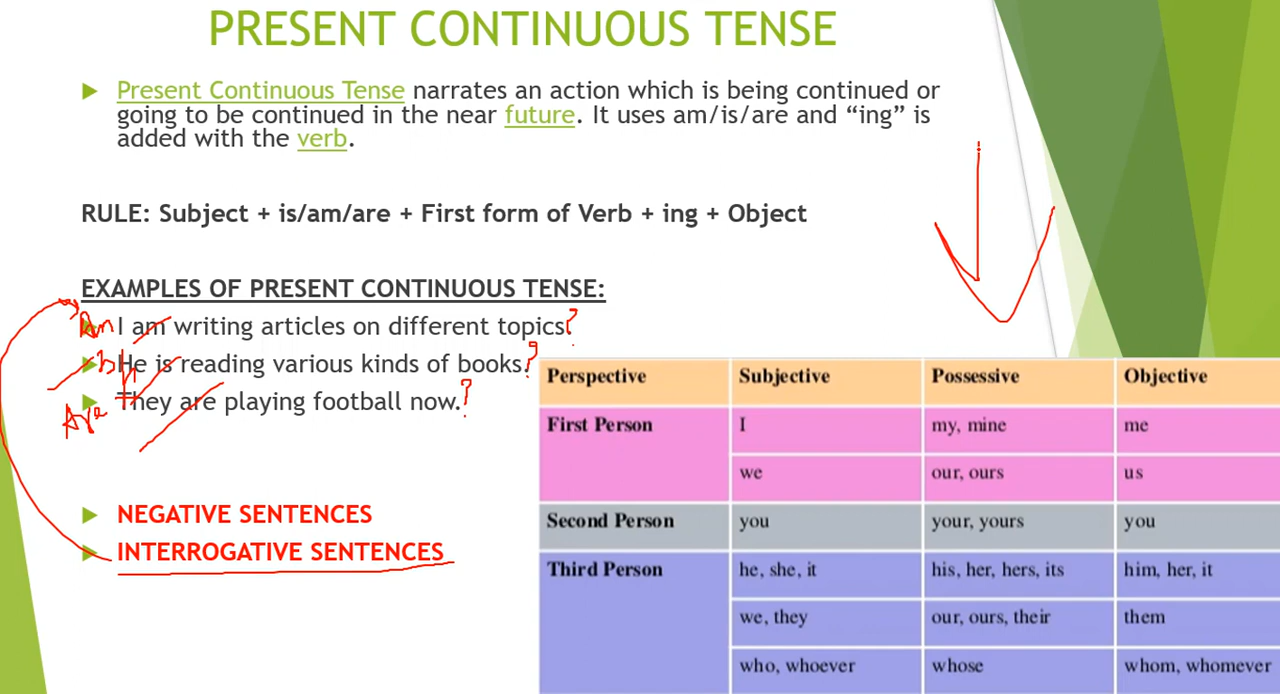 PRESENT CONTINUOUS TENSE
Present Continuous Tense narrates an action which is being continued or
going to be continued in the near future. It uses am/is/are and “ing” is
added with the verb.
RULE: Subject + is/am/are + First form of Verb + ing + Object
EXAMPLES OF PRESENT CONTINUOUS TENSE:
Am I am writing articles on different topics.?
He is reading various kinds of books.?
Are They are playing football now.?
NEGATIVE SENTENCES
INTERROGATIVE SENTENCES
Perspective Subjective Possessive Objective
First Person I my, mine me
we our, ours us
Second Person you your, yours you
Third Person he, she, it his, her, hers, its him, her, it
we, they our, ours, their them
who, whoever whose whom, whomever